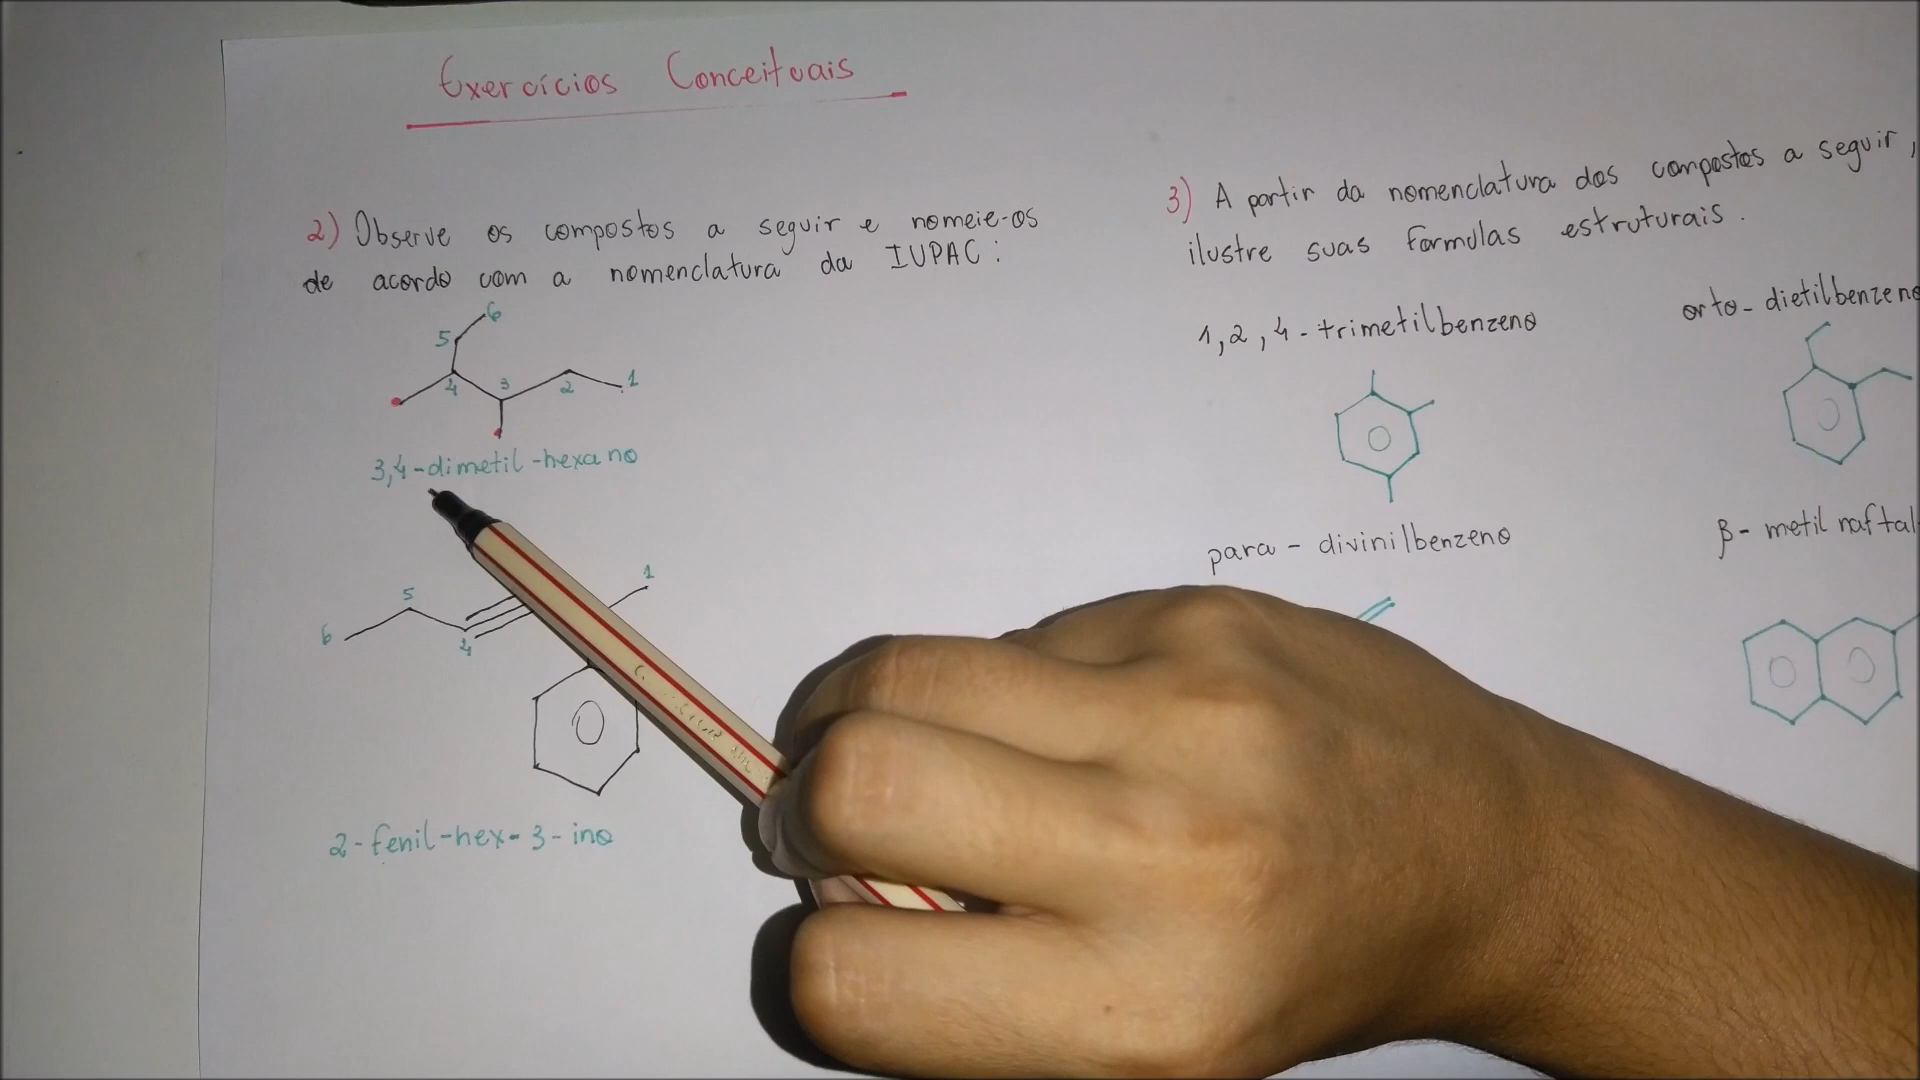 Exercícios Conceituais
2) Observe os compostos a seguir e nomeie-os
de acordo com a nomenclatura da IUPAC:
6
5
4 3 2 1
3,4-dimetil-hexano
1
5
6
4
2-fenil-hex-3-ino
3) A partir da nomenclatura dos compostos a seguir,
ilustre suas fórmulas estruturais.
1,2,4-trimetilbenzeno
orto-dietilbenzeno
para-divinilbenzeno
β-metil naftal